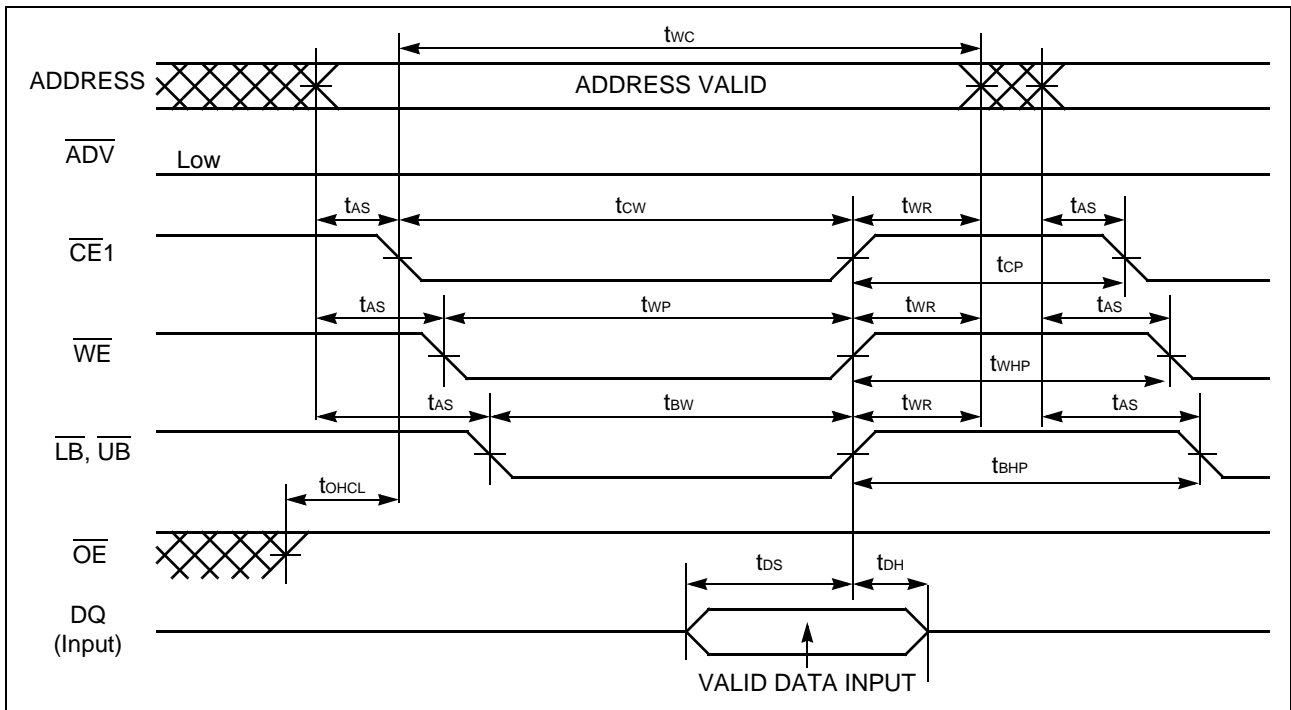 tWC
ADDRESS
ADDRESS VALID
ADV
Low
tAS
tCW
tWR
tAS
CE1
tCP
tAS
tWP
tWR
tAS
WE
tWHP
tAS
tBW
tWR
tAS
LB, UB
tBHP
tOHCL
OE
tDS
tDH
DQ
(Input)
VALID DATA INPUT